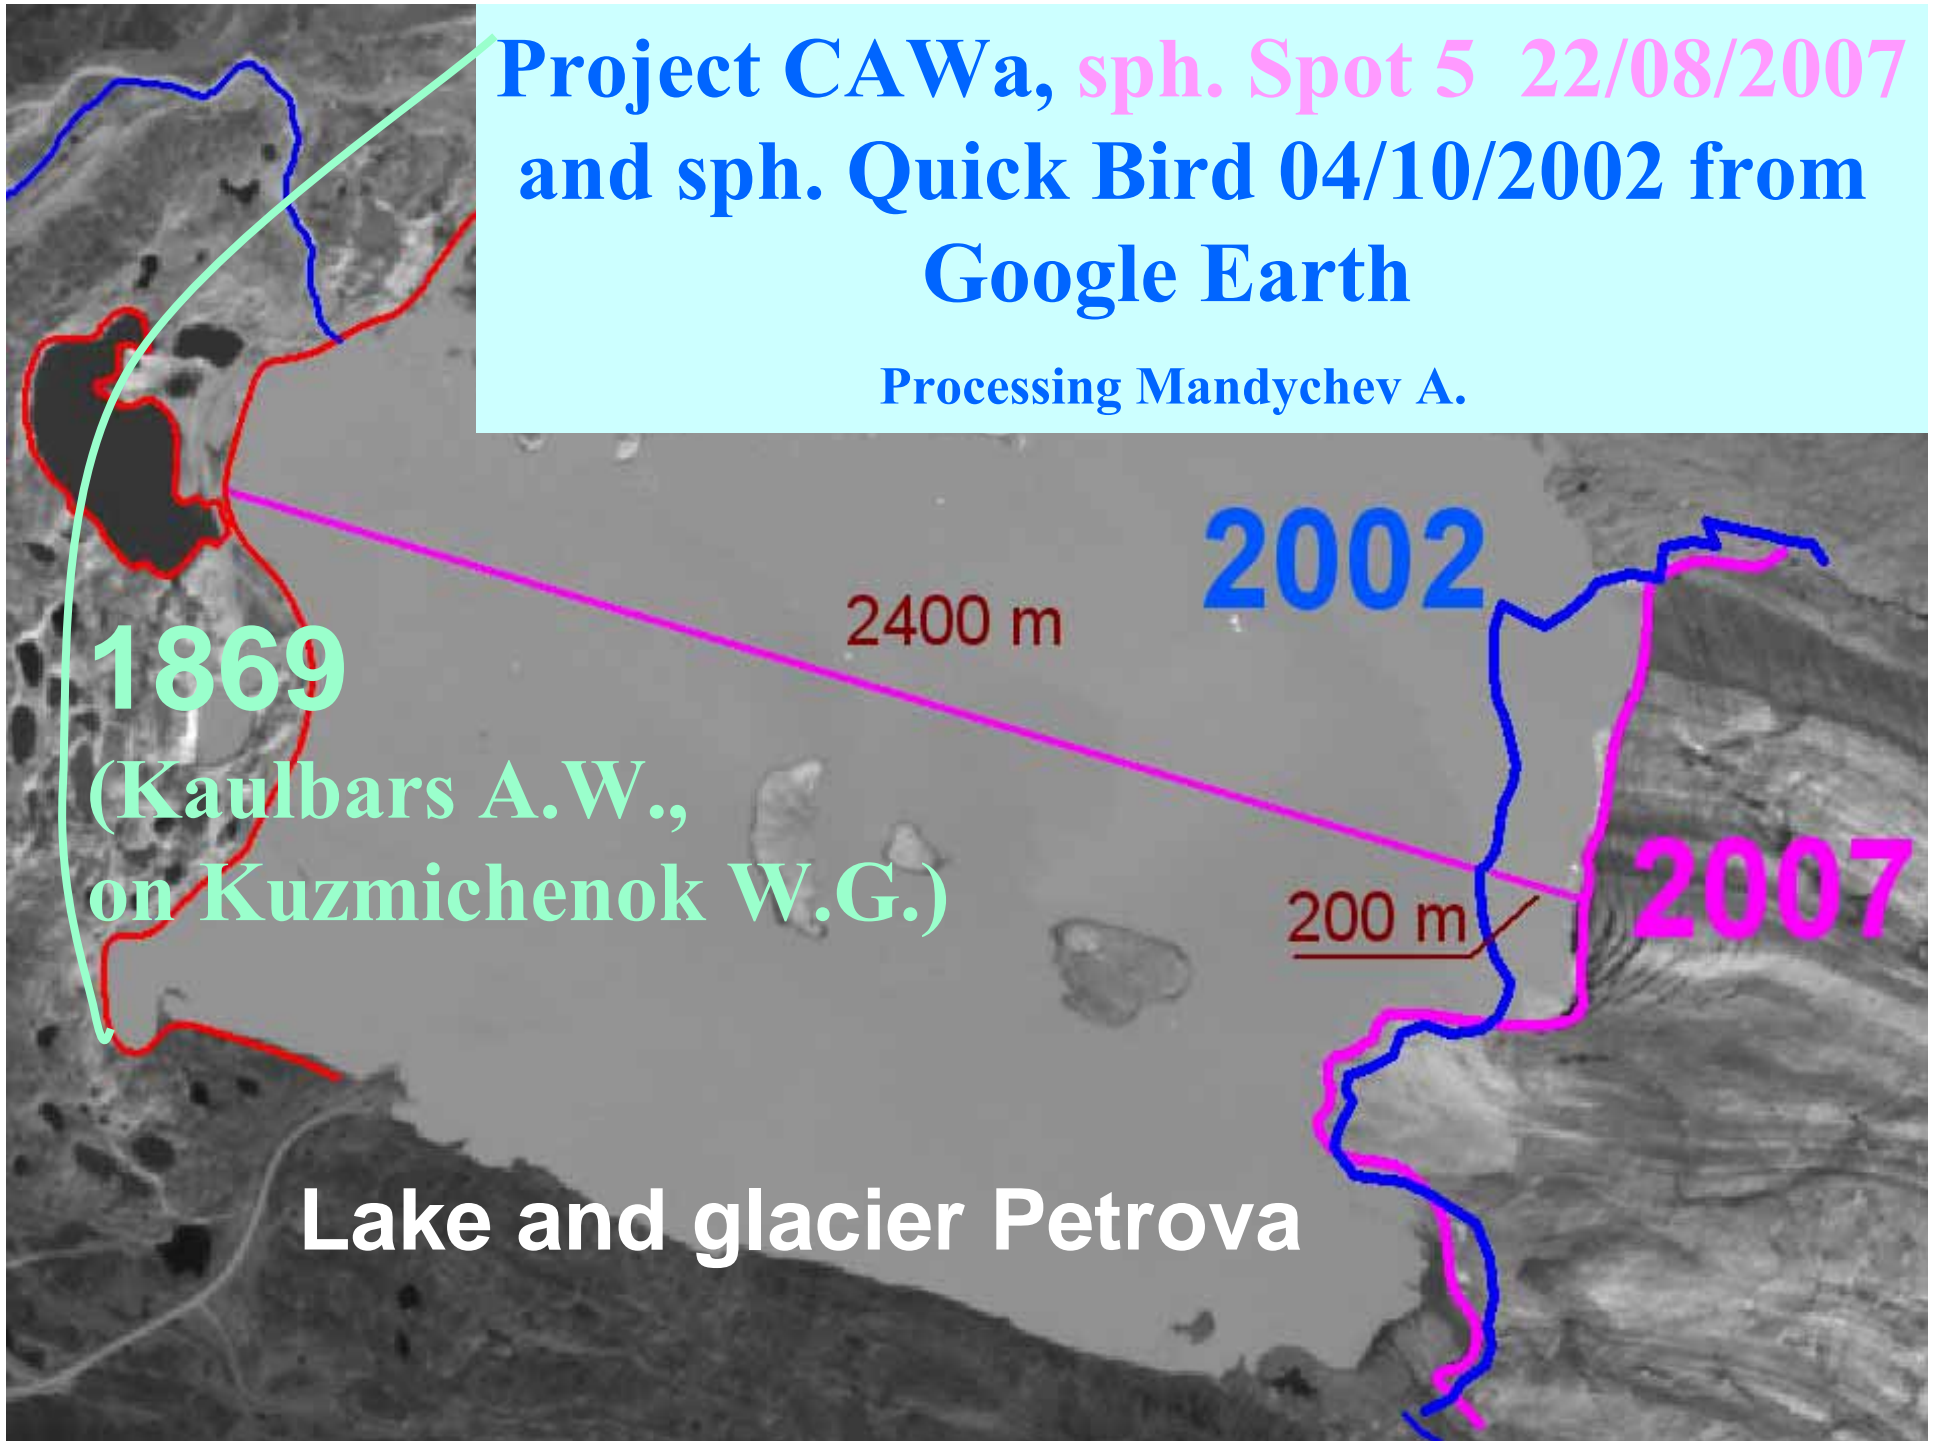 Project CAWa, sph. Spot 5 22/08/2007
and sph. Quick Bird 04/10/2002 from
Google Earth
Processing Mandychev A.
2002
2400 m
1869
(Kaulbars A.W.,
on Kuzmichenok W.G.)
2007
200 m
Lake and glacier Petrova